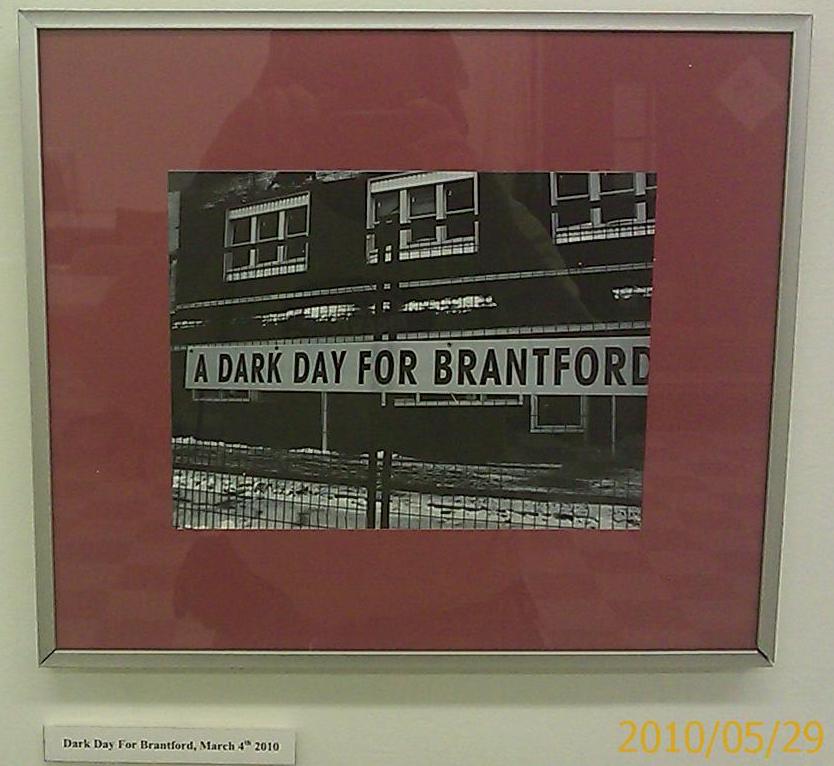 A DARK DAY FOR BRANTFORD
Dark Day For Brantford, March 4th 2010
2010/05/29